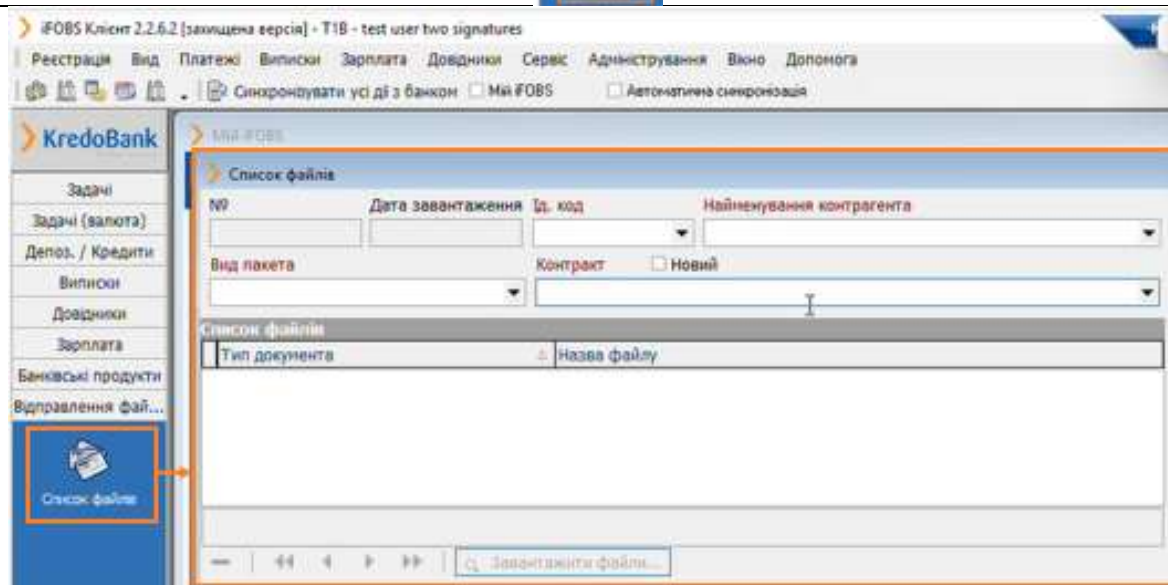 iFOBS Клієнт 2.2.6.2 [захищена версія] - T1B - test user two signatures
Реєстрація Вид Платежі Виписки Зарплата Довідники Сервіс Адміністрування Вікно Допомога
Синхронізувати усі дії з банком Мій iFOBS Автоматична синхронізація
KredoBank
Мій iFOBS
Список файлів
Задачі
Задачі (валюта)
Депоз. / Кредити
Виписки
Довідники
Зарплата
Банківські продукти
Відправлення фай...
Список файлів
№ Дата завантаження Ід. код Найменування контрагента
Вид пакета Контракт Новий
Список файлів
Тип документа Назва файлу
Завантажити файли...